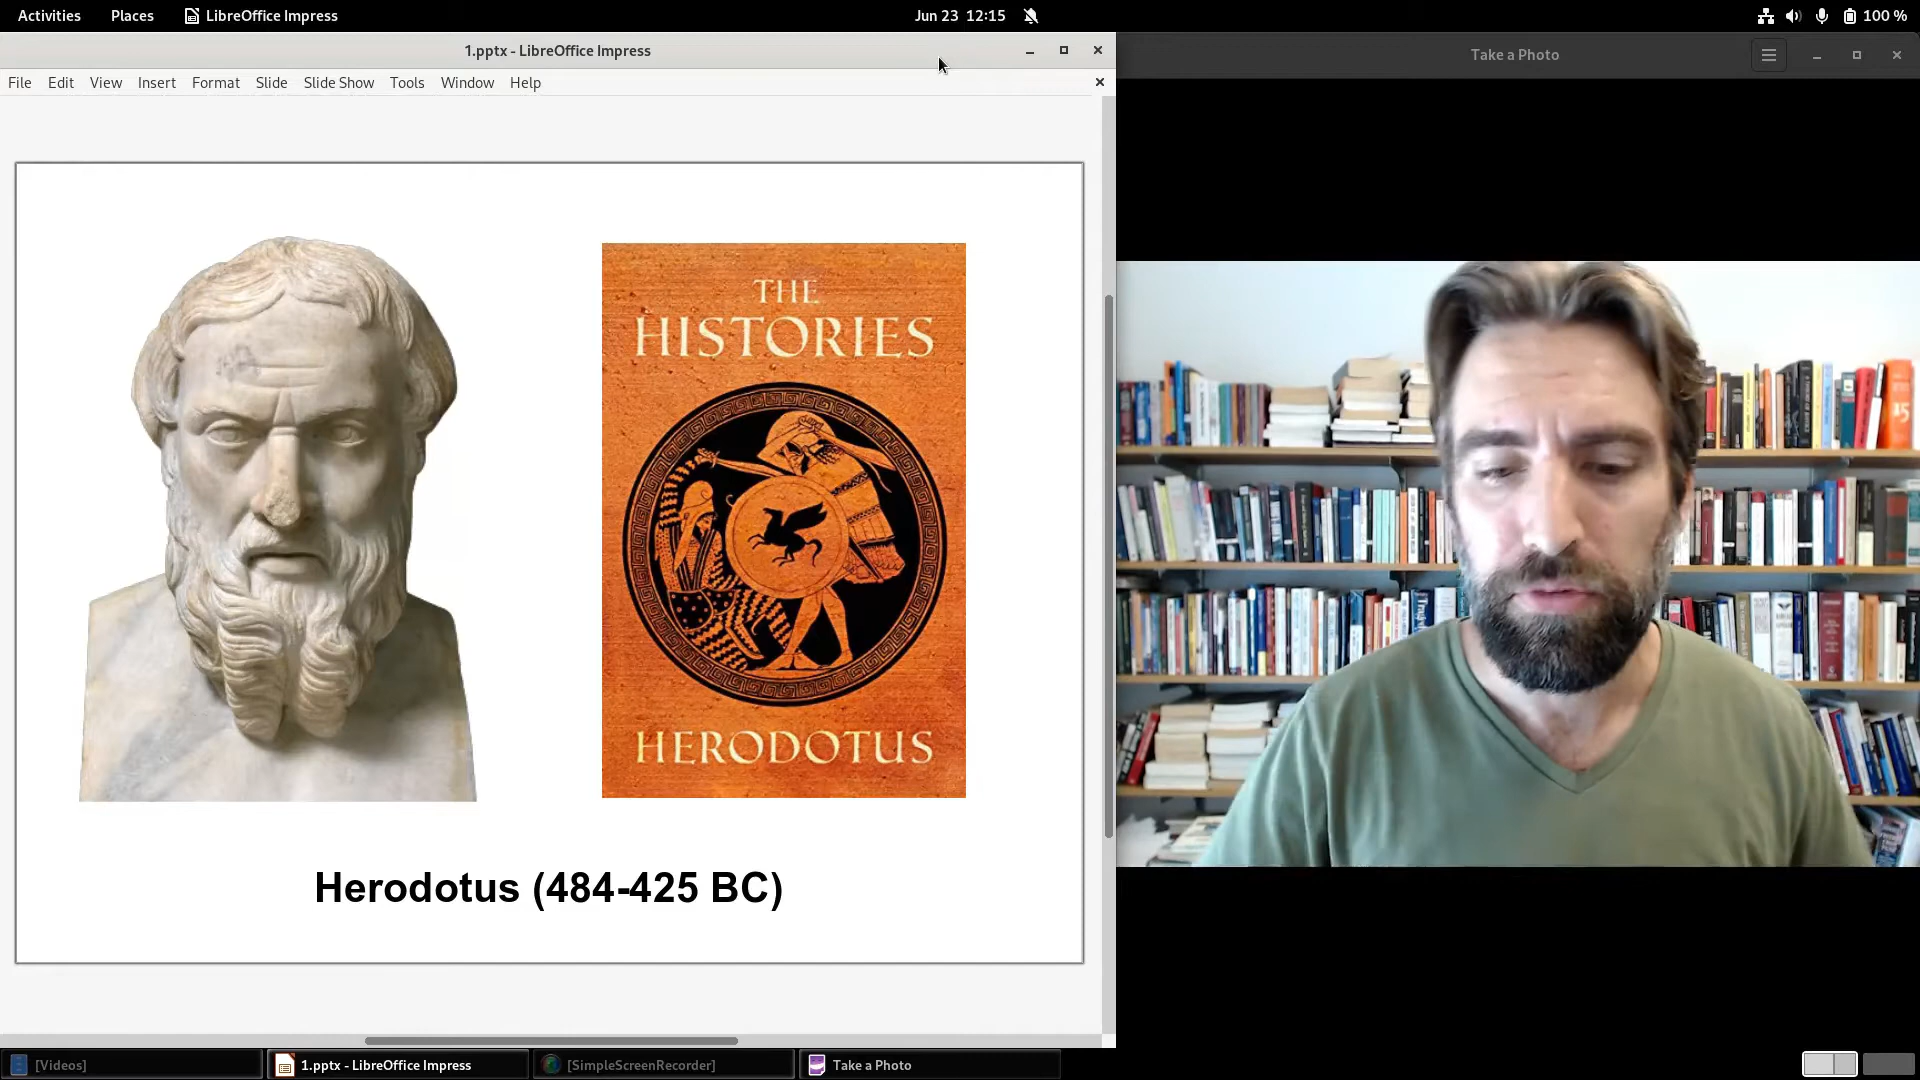 Activities Places LibreOffice Impress Jun 23 12:15 100 %
1.pptx - LibreOffice Impress
Take a Photo
File Edit View Insert Format Slide Slide Show Tools Window Help
THE
HISTORIES
HERODOTUS
Herodotus (484-425 BC)
[Videos] 1.pptx - LibreOffice Impress [SimpleScreenRecorder] Take a Photo